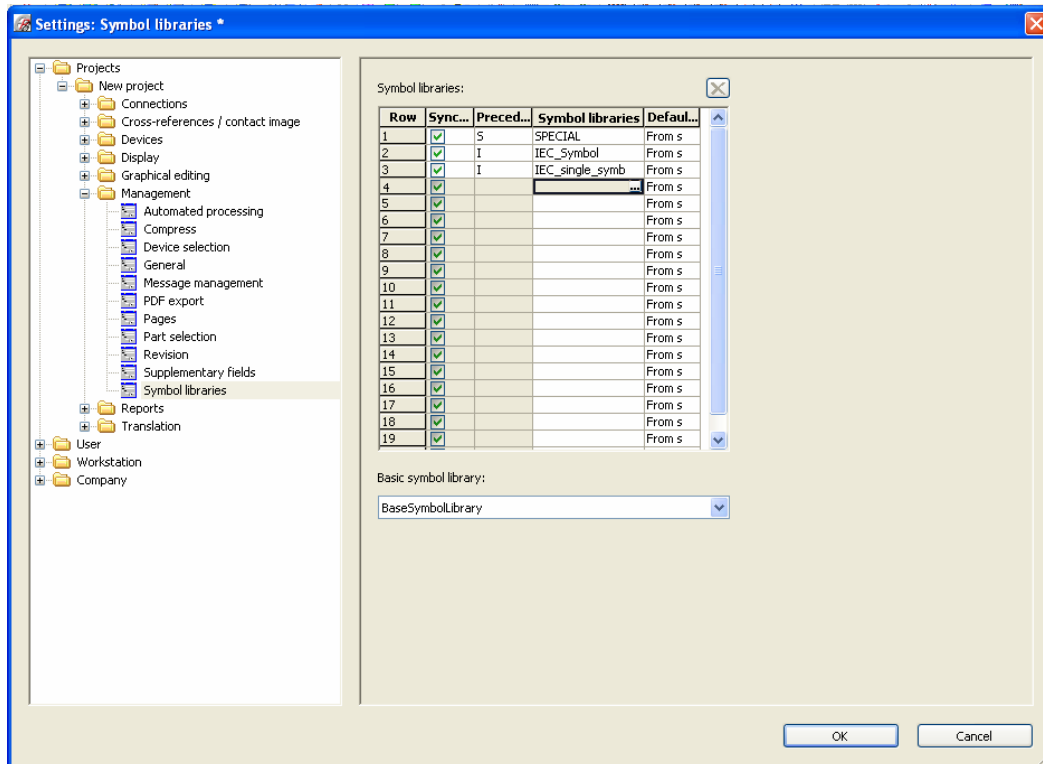 Settings: Symbol libraries *
Projects
New project
Connections
Cross-references / contact image
Devices
Display
Graphical editing
Management
Automated processing
Compress
Device selection
General
Message management
PDF export
Pages
Part selection
Revision
Supplementary fields
Symbol libraries
Reports
Translation
User
Workstation
Company
Symbol libraries:
Row Sync... Preced... Symbol libraries Defaul...
1 S SPECIAL From s
2 I IEC_Symbol From s
3 I IEC_single_symb From s
4 ... From s
5 From s
6 From s
7 From s
8 From s
9 From s
10 From s
11 From s
12 From s
13 From s
14 From s
15 From s
16 From s
17 From s
18 From s
19 From s
Basic symbol library:
BaseSymbolLibrary
OK Cancel